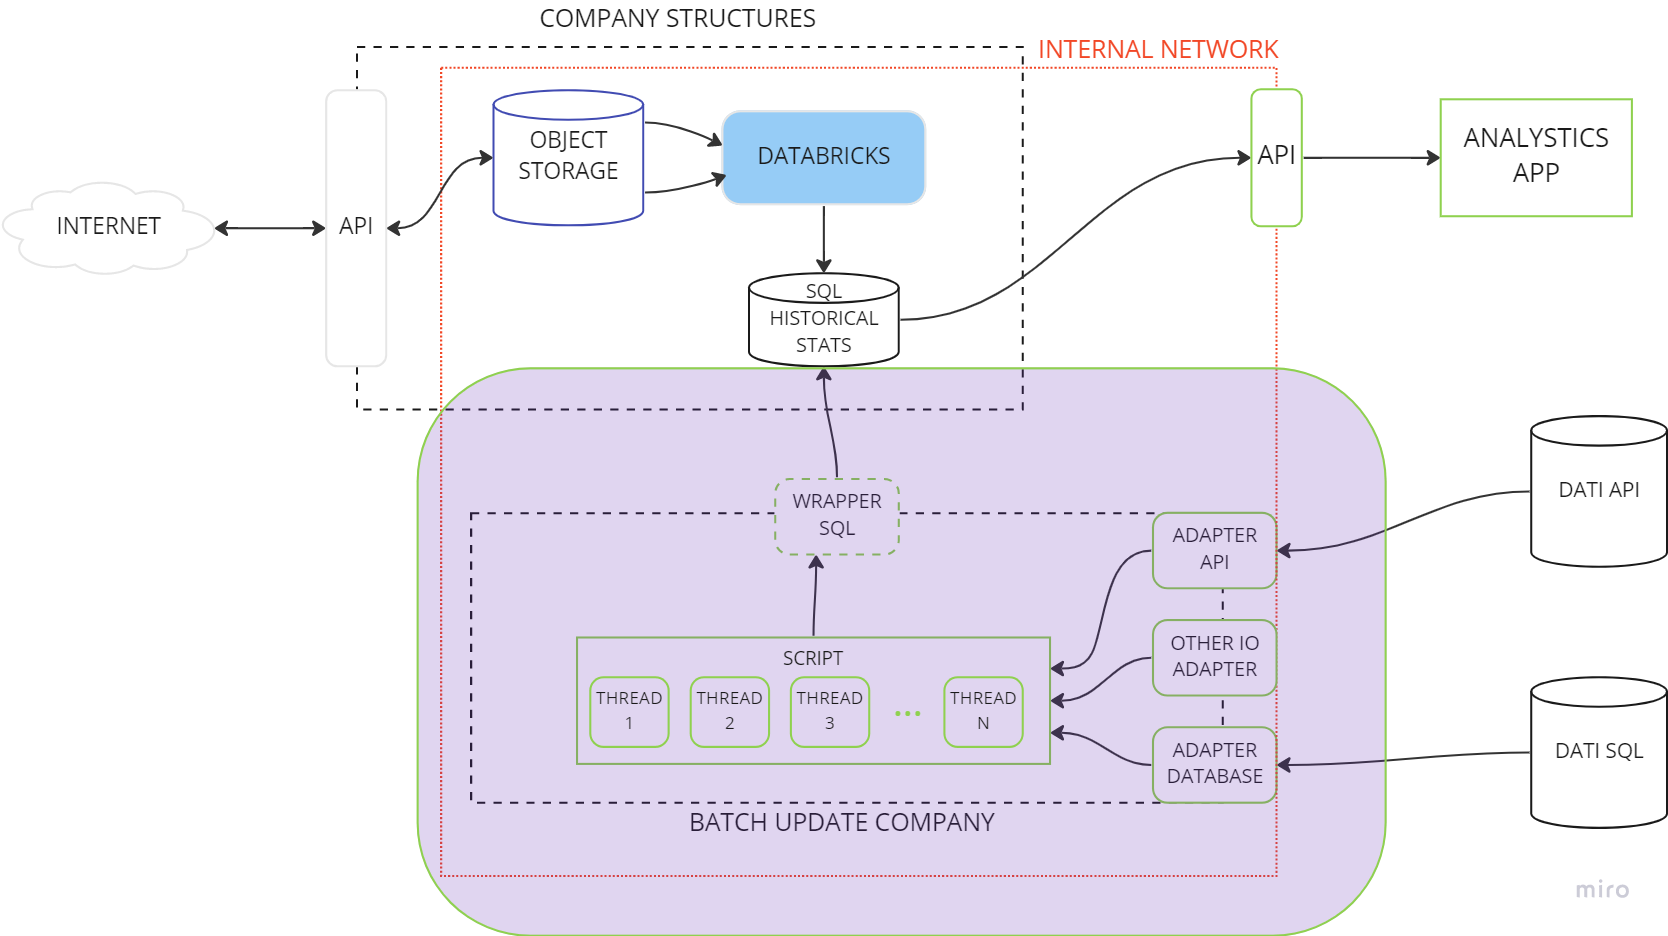 COMPANY STRUCTURES
INTERNAL NETWORK
OBJECT
STORAGE
DATABRICKS
API
ANALYSTICS
APP
INTERNET
API
SQL
HISTORICAL
STATS
WRAPPER
SQL
DATI API
ADAPTER
API
OTHER IO
ADAPTER
SCRIPT
THREAD
1
THREAD
2
THREAD
3
...
THREAD
N
ADAPTER
DATABASE
DATI SQL
BATCH UPDATE COMPANY
miro